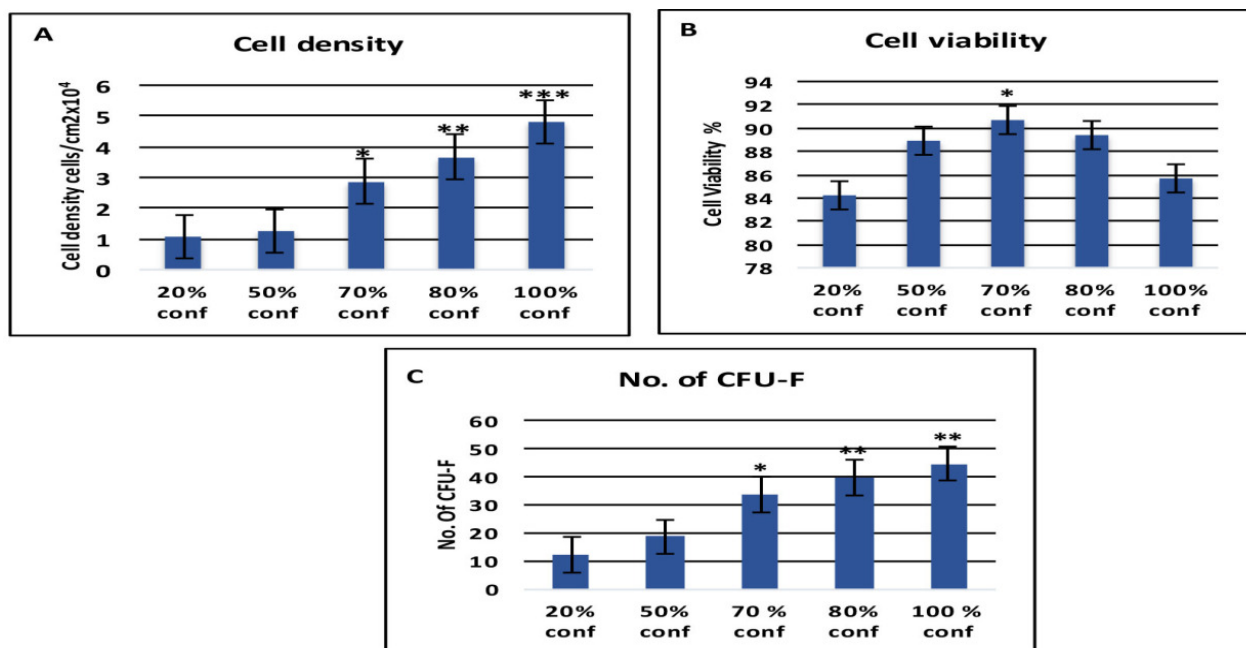 A
Cell density
Cell density cells/cm2x10⁴
6
5
4
3
2
1
0
*
**
***
20% conf
50% conf
70% conf
80% conf
100% conf
B
Cell viability
Cell Viability %
94
92
90
88
86
84
82
80
78
*
20% conf
50% conf
70% conf
80% conf
100% conf
C
No. of CFU-F
No. Of CFU-F
60
50
40
30
20
10
0
*
**
**
20% conf
50% conf
70 % conf
80% conf
100 % conf